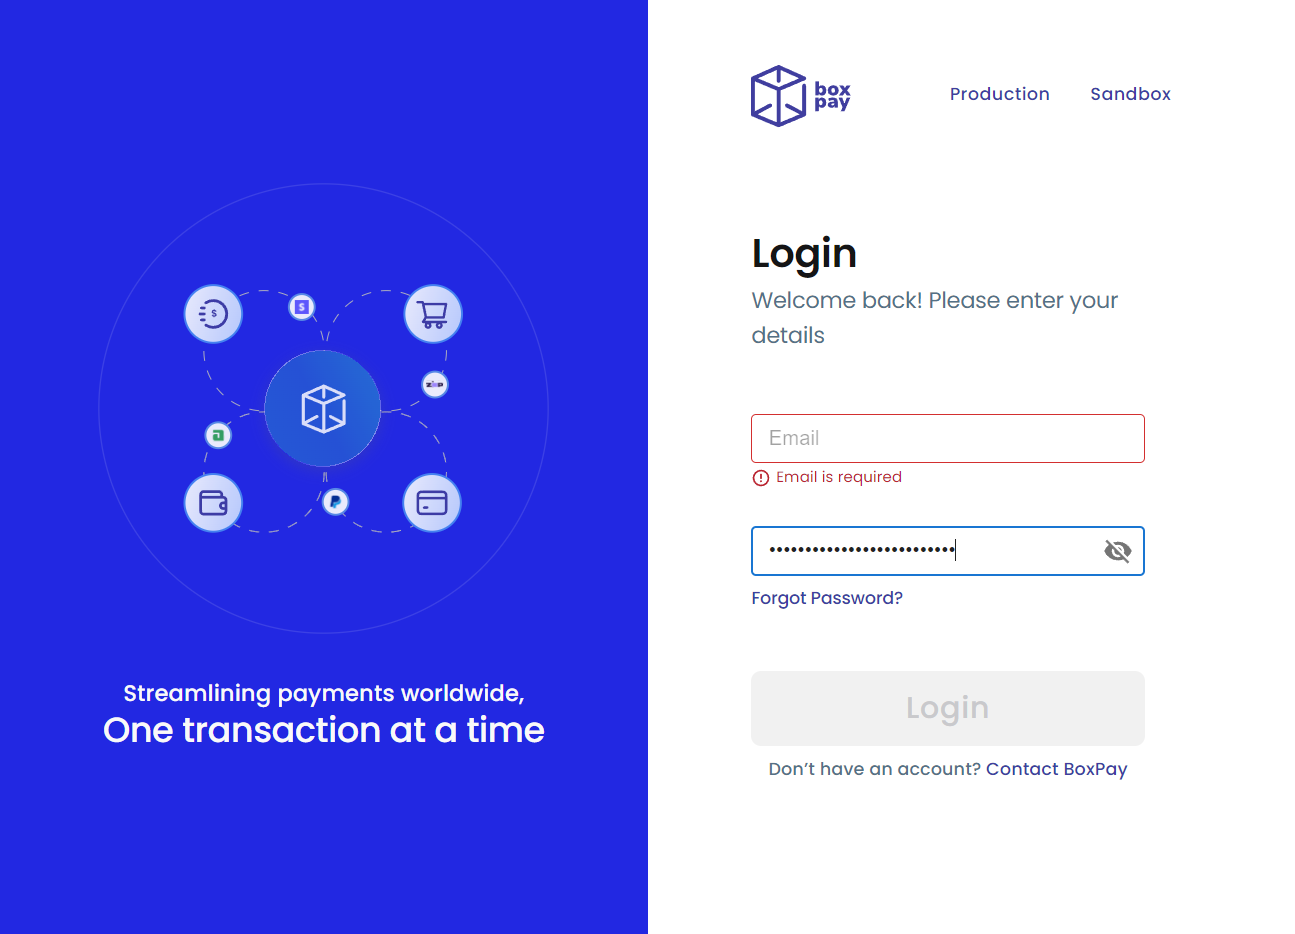 box
pay
Production
Sandbox
Login
Welcome back! Please enter your
details
Email
Email is required
••••••••••••••••••••••••••
Forgot Password?
Login
Don’t have an account? Contact BoxPay
$
$
zip
Streamlining payments worldwide,
One transaction at a time